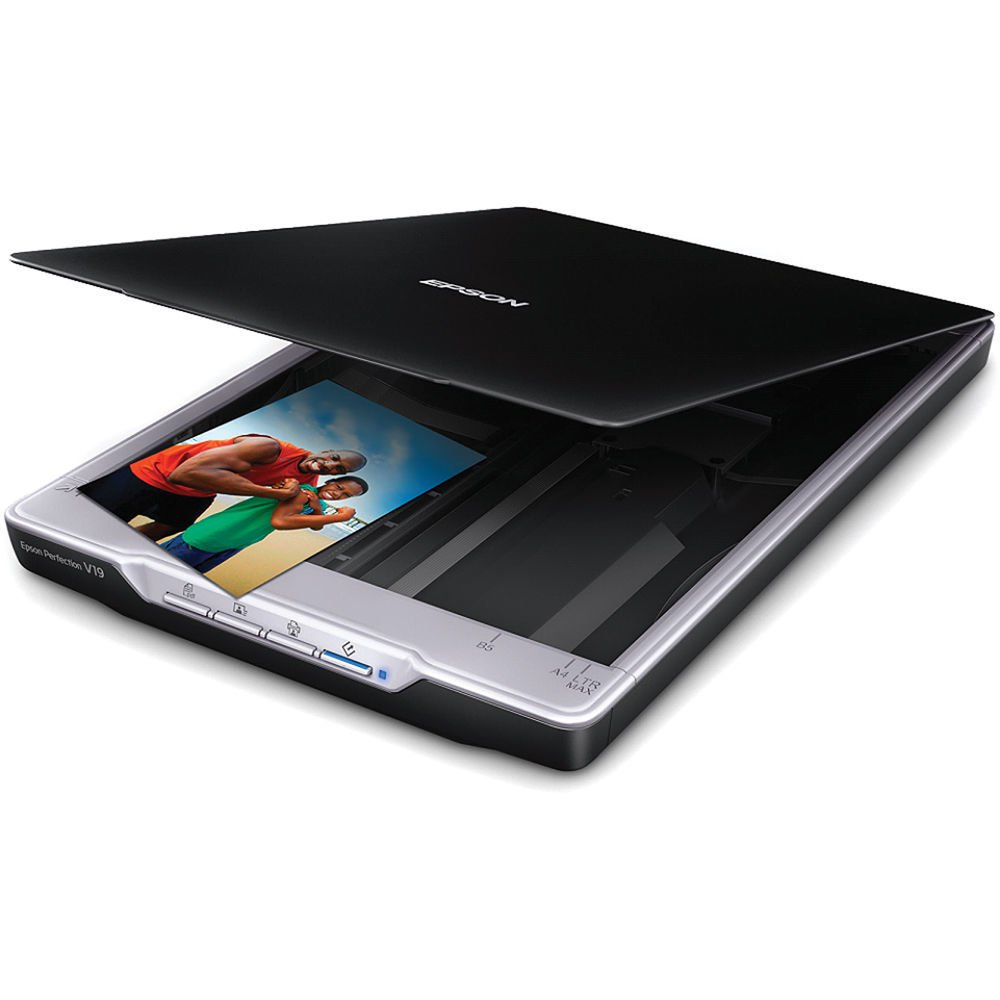 EPSON
Epson Perfection V19
B5
A4 LTR
MAX